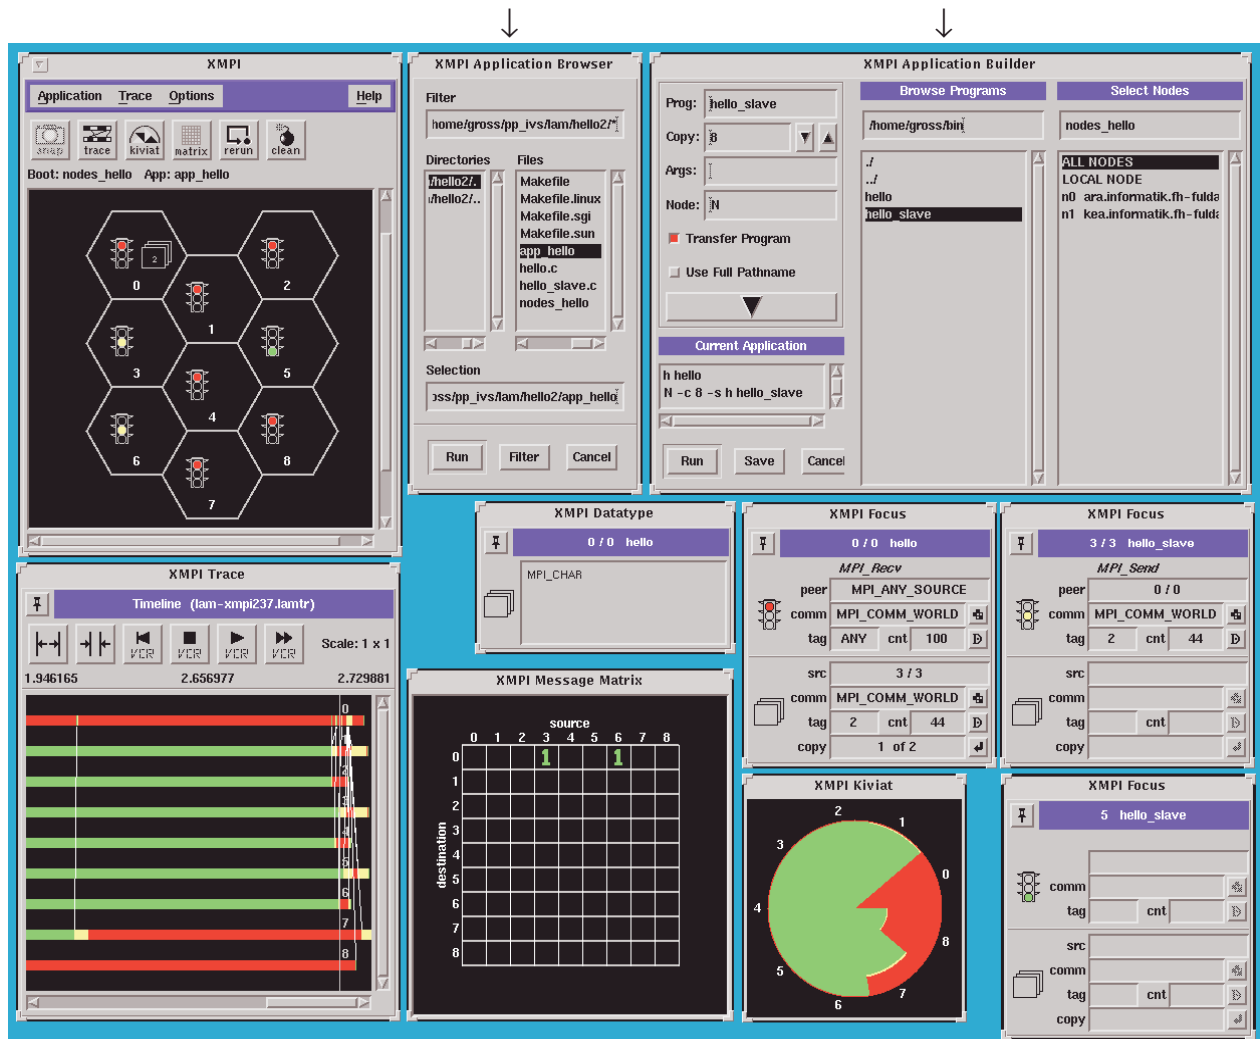 XMPI
Application Trace Options Help
snap trace kiviat matrix rerun clean
Boot: nodes_hello App: app_hello
2
0
2
1
3
5
4
6
8
7
XMPI Application Browser
Filter
home/gross/pp_ivs/lam/hello2/*
Directories Files
/hello2/.
/hello2/..
Makefile
Makefile.linux
Makefile.sgi
Makefile.sun
app_hello
hello.c
hello_slave.c
nodes_hello
Selection
oss/pp_ivs/lam/hello2/app_hello
Run Filter Cancel
XMPI Application Builder
Prog: hello_slave
Copy: 8
Args:
Node: N
Transfer Program
Use Full Pathname
Current Application
h hello
N -c 8 -s h hello_slave
Run Save Cancel
Browse Programs
/home/gross/bin
./
../
hello
hello_slave
Select Nodes
nodes_hello
ALL NODES
LOCAL NODE
n0 ara.informatik.fh-fulda
n1 kea.informatik.fh-fulda
XMPI Trace
Timeline (lam-xmpi237.lamtr)
VCR VCR VCR VCR Scale: 1 x 1
1.946165 2.656977 2.729881
0
1
2
3
4
5
6
7
8
XMPI Datatype
0 / 0 hello
MPI_CHAR
XMPI Message Matrix
source
0 1 2 3 4 5 6 7 8
destination
0 1 1
1
2
3
4
5
6
7
8
XMPI Focus
0 / 0 hello
MPI_Recv
peer MPI_ANY_SOURCE
comm MPI_COMM_WORLD
tag ANY cnt 100 D
src 3 / 3
comm MPI_COMM_WORLD
tag 2 cnt 44 D
copy 1 of 2
XMPI Focus
3 / 3 hello_slave
MPI_Send
peer 0 / 0
comm MPI_COMM_WORLD
tag 2 cnt 44 D
src
comm
tag cnt D
copy
XMPI Kiviat
2
1
3
0
4
8
5
7
6
XMPI Focus
5 hello_slave
comm
tag cnt D
src
comm
tag cnt D
copy